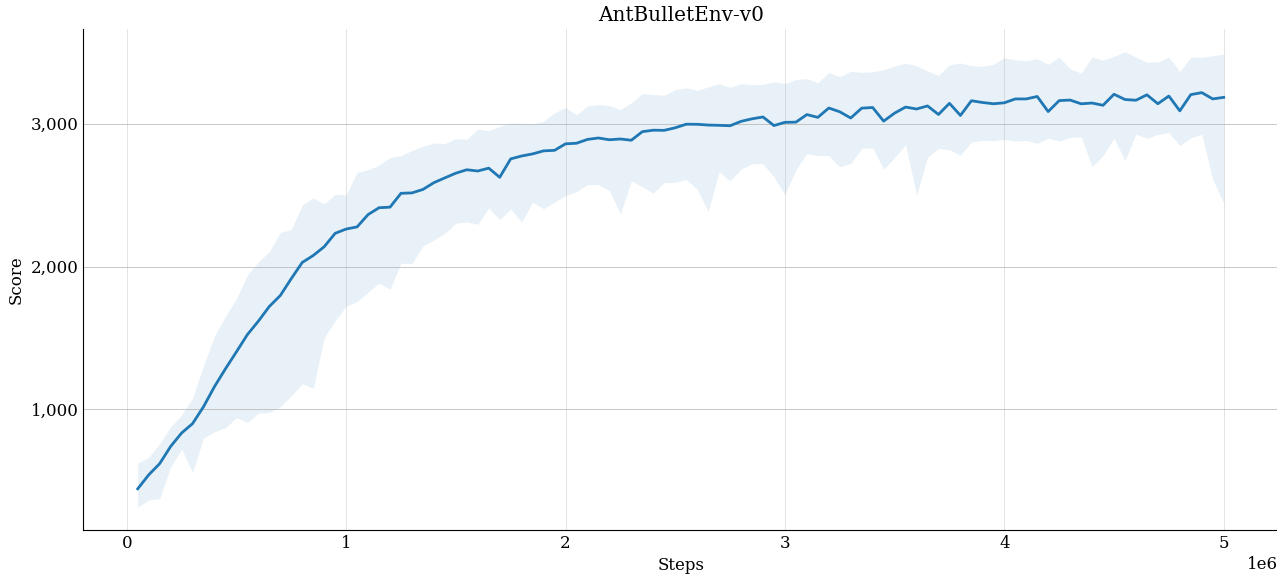 AntBulletEnv-v0
Score
3,000
2,000
1,000
0 1 2 3 4 5
Steps
1e6